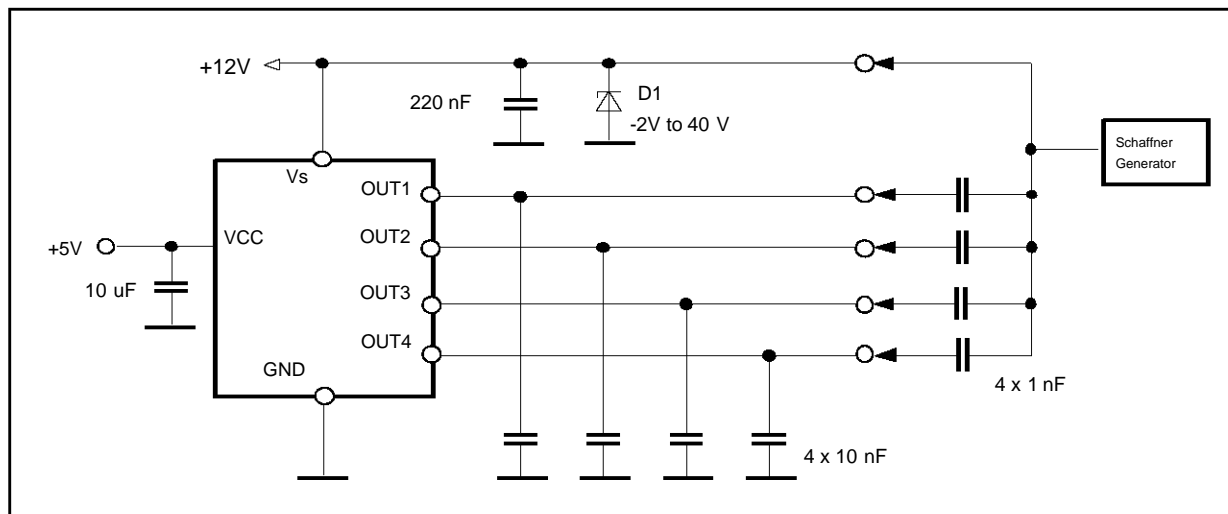 +12V
220 nF
D1
-2V to 40 V
Schaffner
Generator
Vs
OUT1
+5V
VCC
OUT2
10 uF
OUT3
OUT4
GND
4 x 1 nF
4 x 10 nF